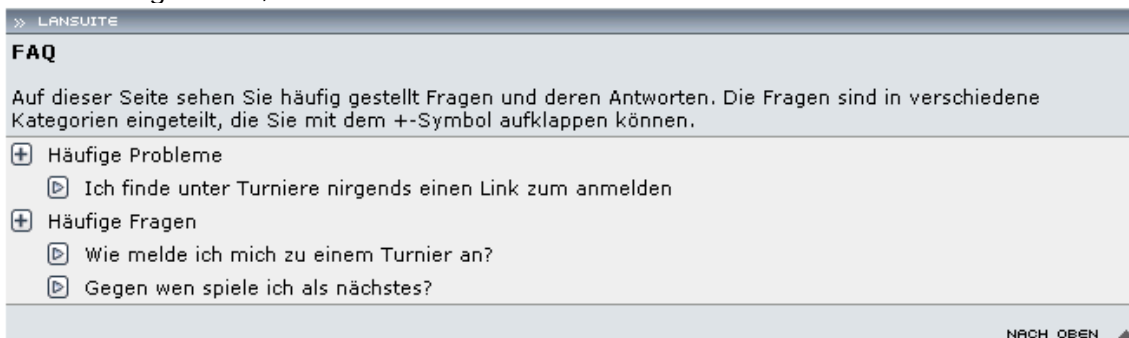 » LANSUITE
FAQ
Auf dieser Seite sehen Sie häufig gestellt Fragen und deren Antworten. Die Fragen sind in verschiedene
Kategorien eingeteilt, die Sie mit dem +-Symbol aufklappen können.
Häufige Probleme
Ich finde unter Turniere nirgends einen Link zum anmelden
Häufige Fragen
Wie melde ich mich zu einem Turnier an?
Gegen wen spiele ich als nächstes?
NACH OBEN